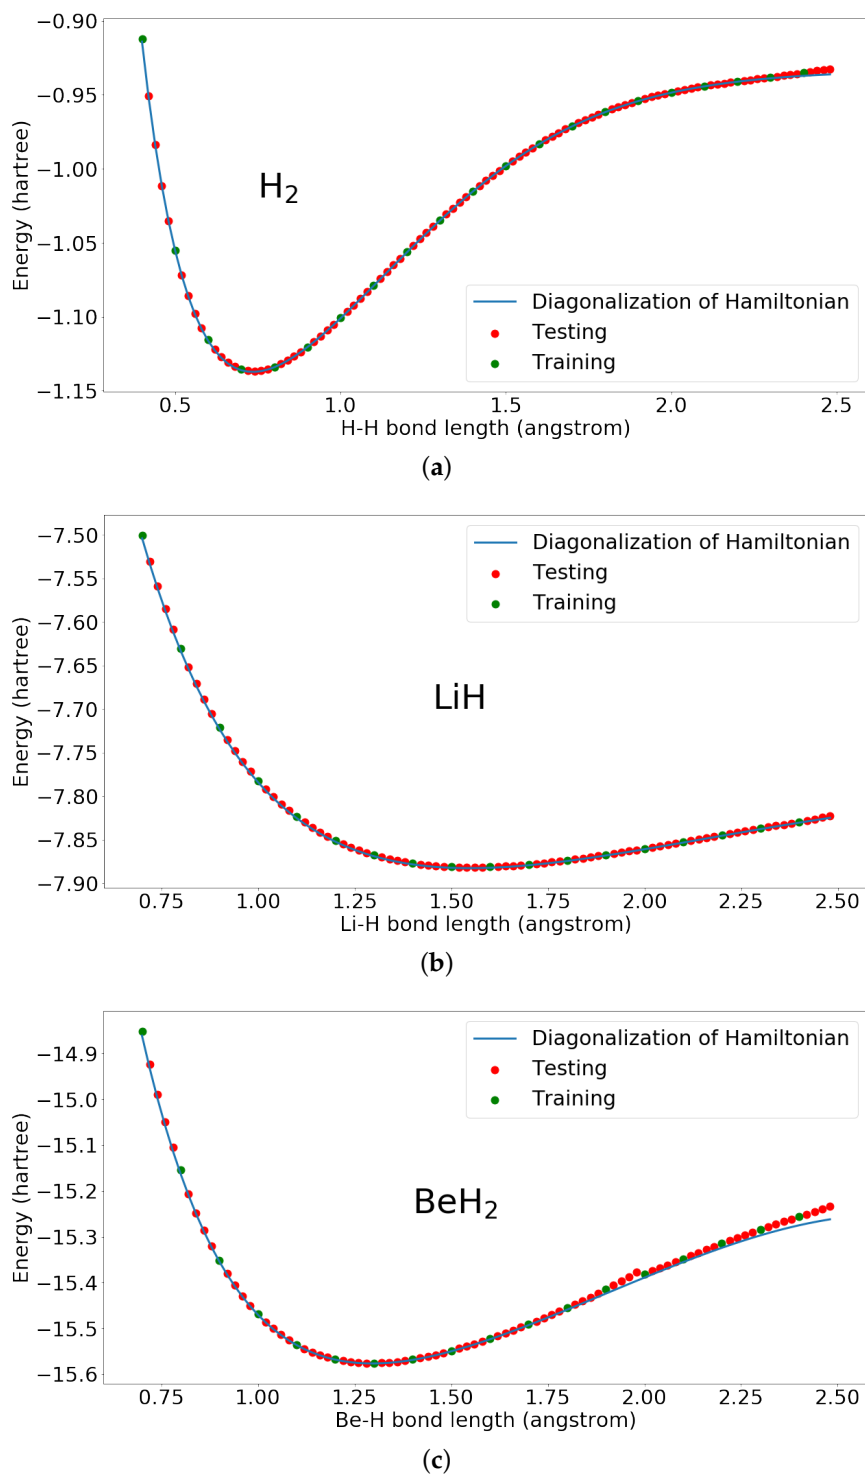 −0.90
−0.95
−1.00
−1.05
−1.10
−1.15
Energy (hartree)
H₂
Diagonalization of Hamiltonian
Testing
Training
0.5 1.0 1.5 2.0 2.5
H-H bond length (angstrom)
(a)
−7.50
−7.55
−7.60
−7.65
−7.70
−7.75
−7.80
−7.85
−7.90
Energy (hartree)
Diagonalization of Hamiltonian
Testing
Training
LiH
0.75 1.00 1.25 1.50 1.75 2.00 2.25 2.50
Li-H bond length (angstrom)
(b)
−14.9
−15.0
−15.1
−15.2
−15.3
−15.4
−15.5
−15.6
Energy (hartree)
Diagonalization of Hamiltonian
Testing
Training
BeH₂
0.75 1.00 1.25 1.50 1.75 2.00 2.25 2.50
Be-H bond length (angstrom)
(c)